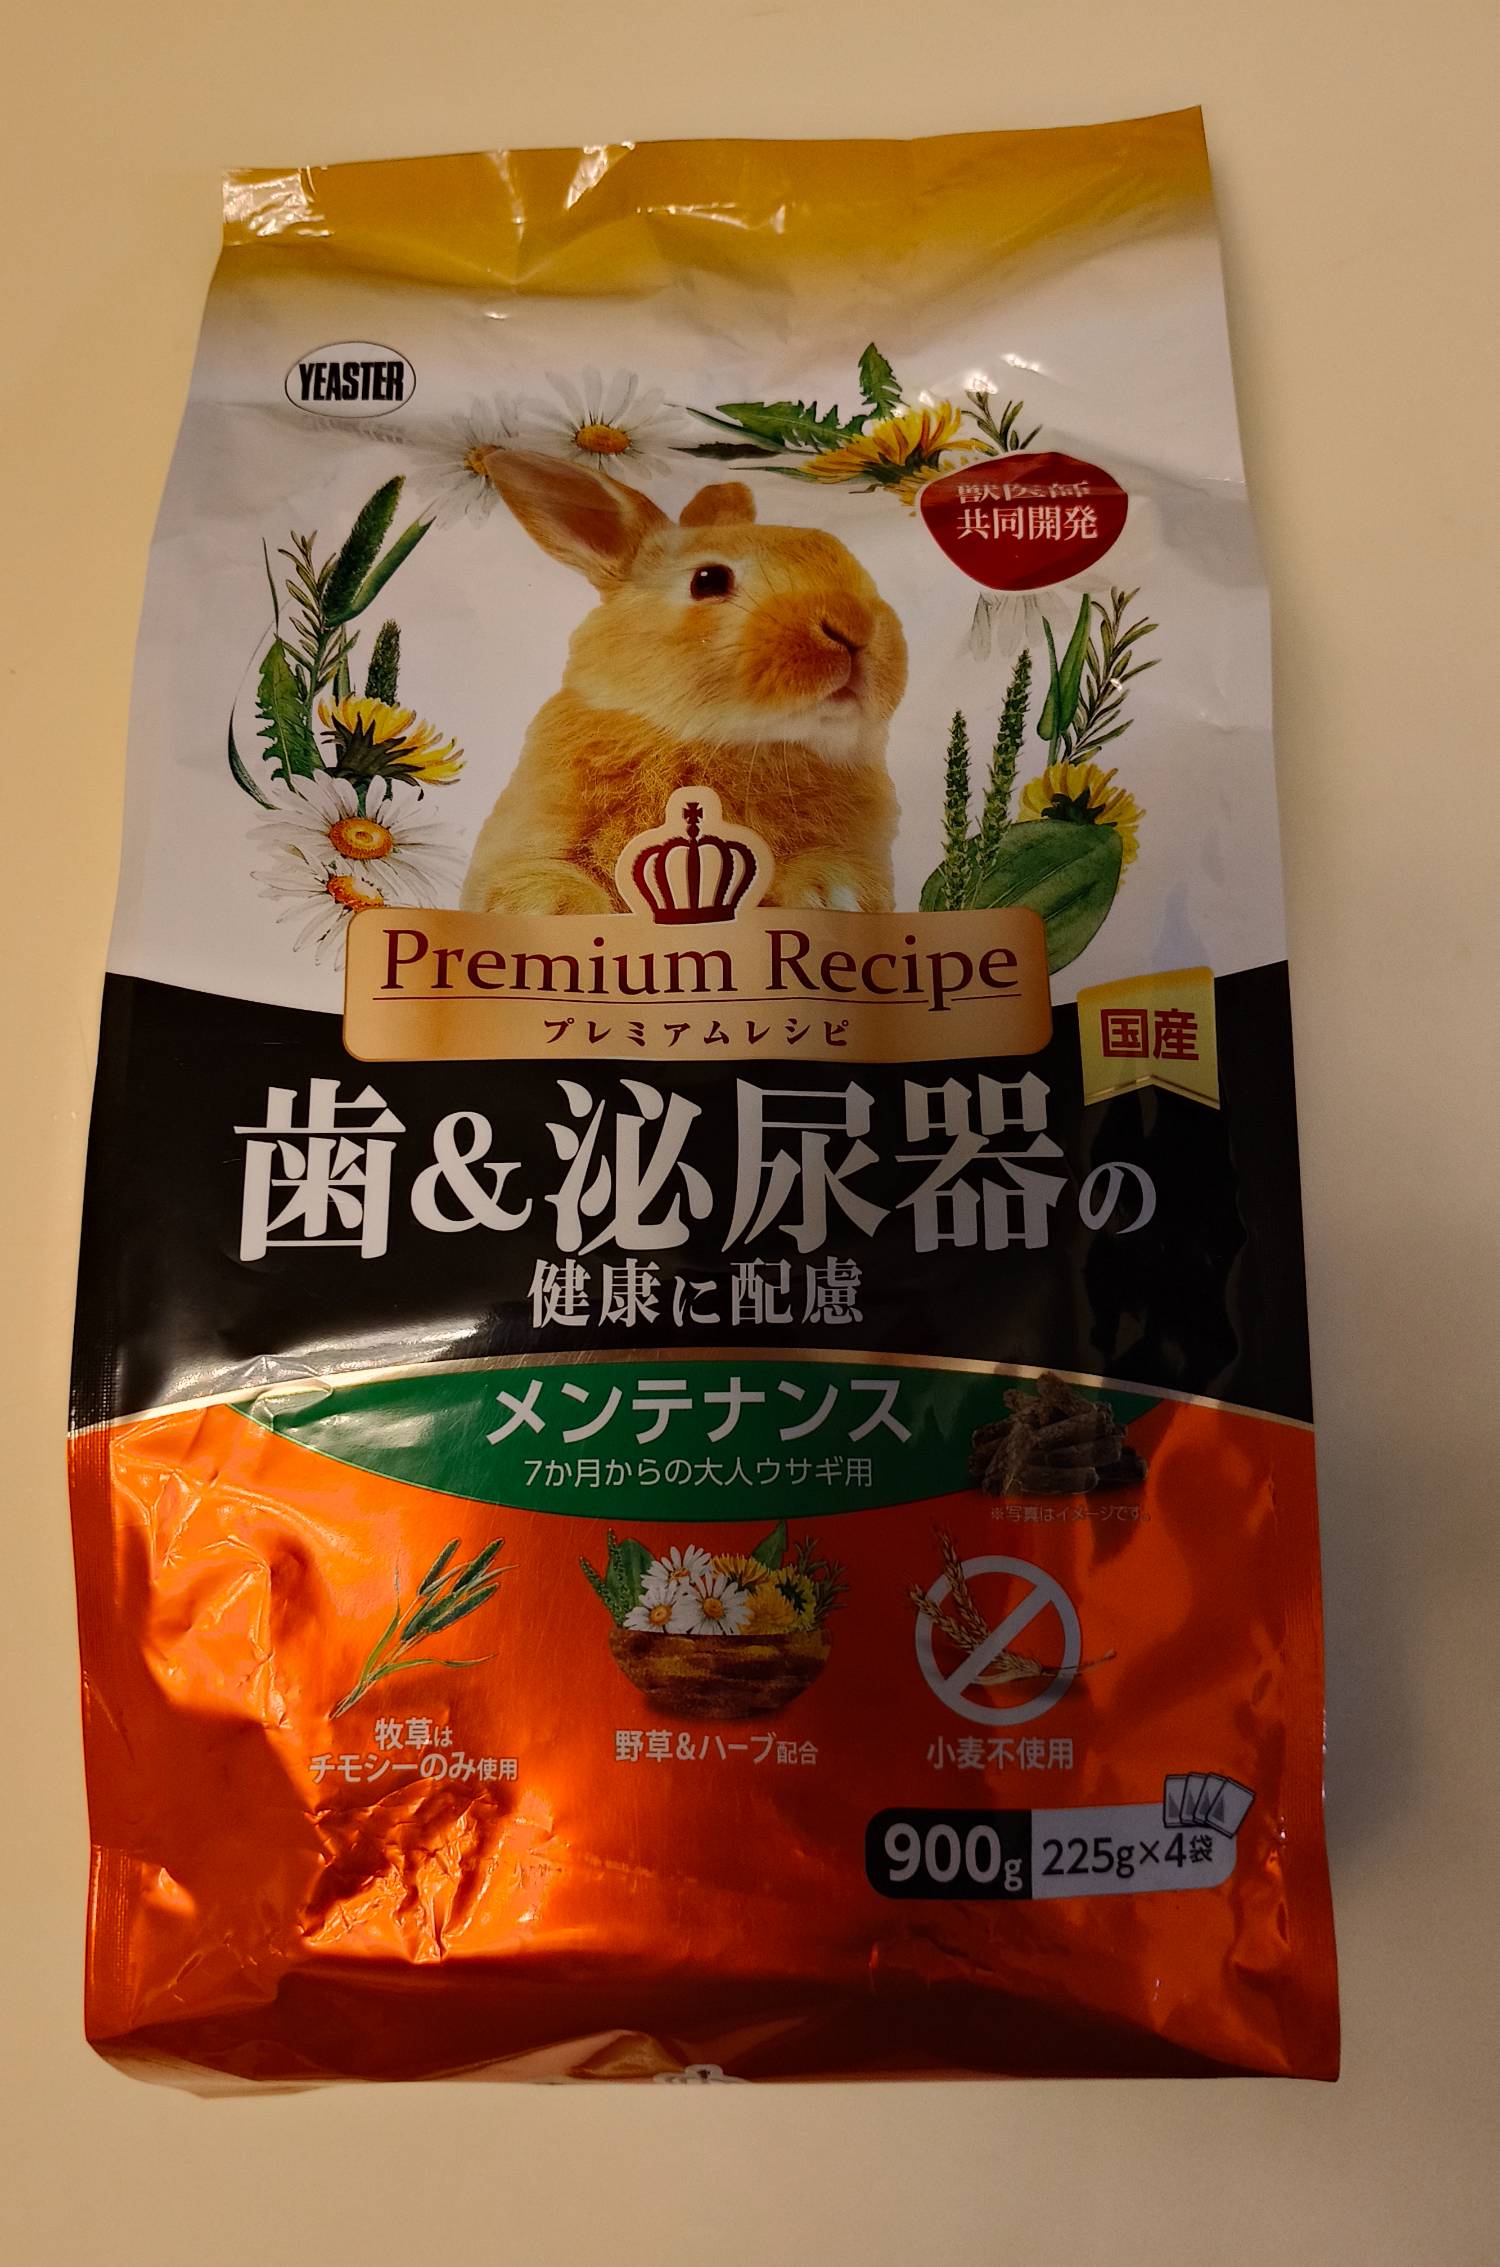 YEASTER
獣医師
共同開発
Premium Recipe
プレミアムレシピ
国産
歯&泌尿器の
健康に配慮
メンテナンス
7か月からの大人ウサギ用
※写真はイメージです。
牧草は
チモシーのみ使用
野草&ハーブ配合
小麦不使用
900g 225g×4袋